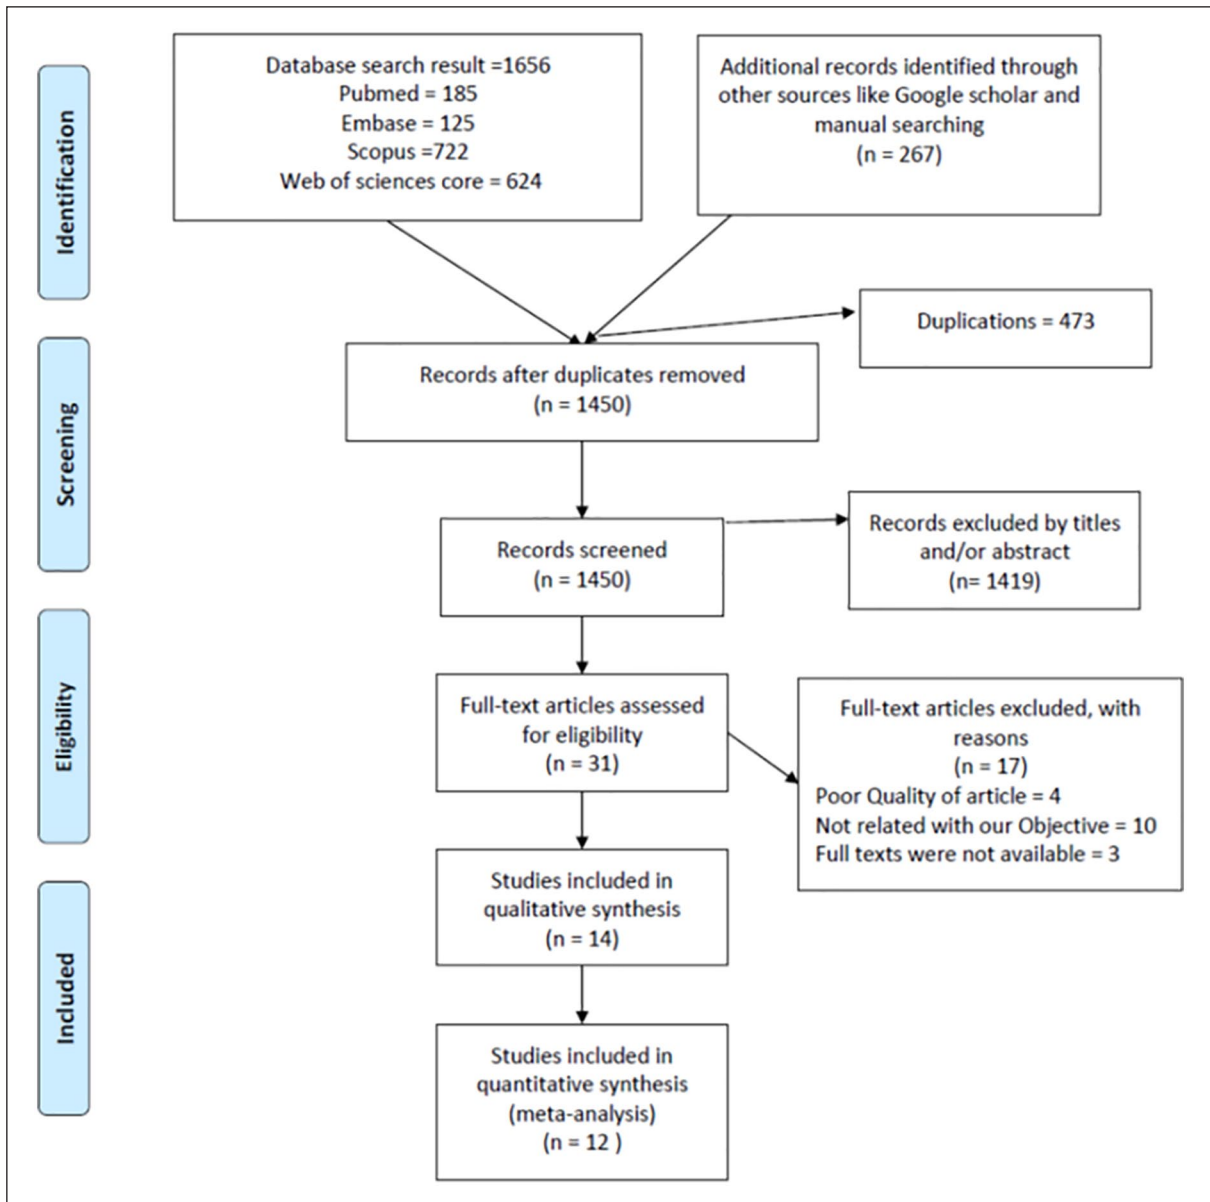 Identification
Database search result =1656
Pubmed = 185
Embase = 125
Scopus =722
Web of sciences core = 624
Additional records identified through
other sources like Google scholar and
manual searching
(n = 267)
Duplications = 473
Screening
Records after duplicates removed
(n = 1450)
Records screened
(n = 1450)
Records excluded by titles
and/or abstract
(n= 1419)
Eligibility
Full-text articles assessed
for eligibility
(n = 31)
Full-text articles excluded, with
reasons
(n = 17)
Poor Quality of article = 4
Not related with our Objective = 10
Full texts were not available = 3
Included
Studies included in
qualitative synthesis
(n = 14)
Studies included in
quantitative synthesis
(meta-analysis)
(n = 12 )